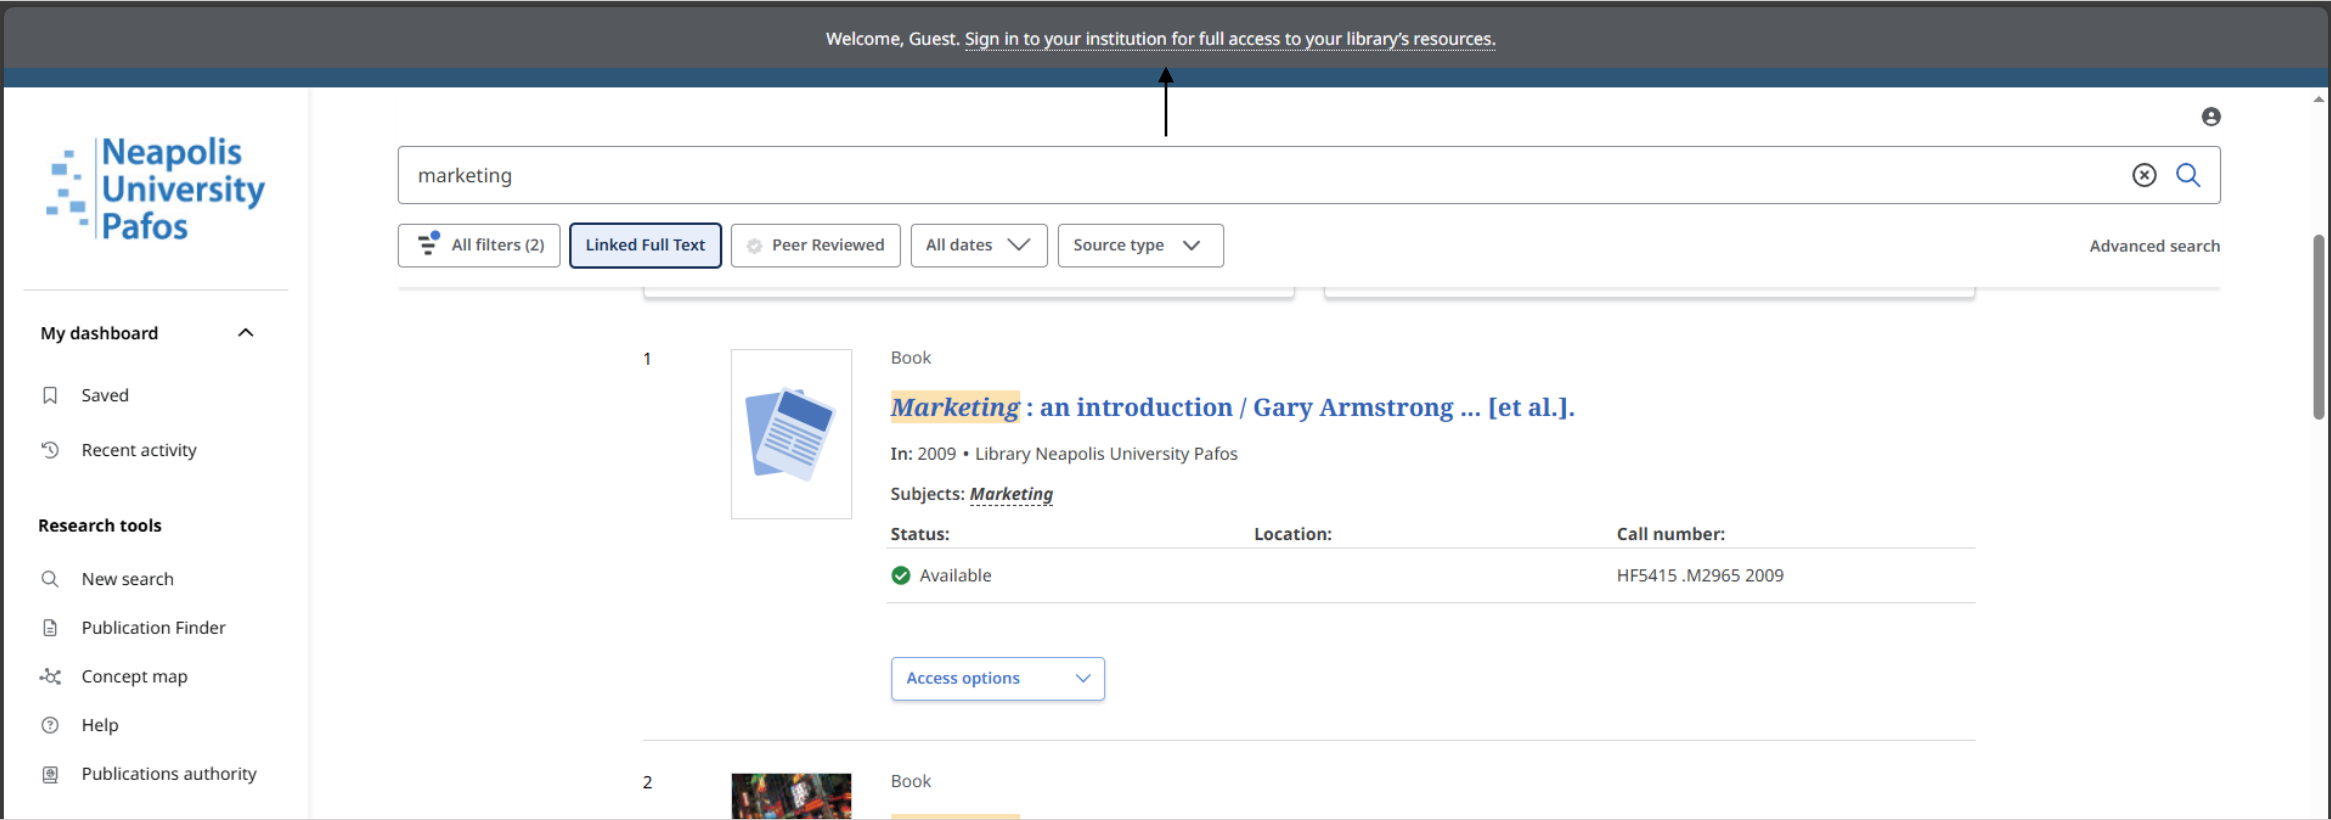 Welcome, Guest. Sign in to your institution for full access to your library's resources.
Neapolis
University
Pafos
marketing
All filters (2)
Linked Full Text
Peer Reviewed
All dates
Source type
Advanced search
My dashboard
Saved
Recent activity
Research tools
New search
Publication Finder
Concept map
Help
Publications authority
1
Book
Marketing : an introduction / Gary Armstrong ... [et al.].
In: 2009 • Library Neapolis University Pafos
Subjects: Marketing
Status: Location: Call number:
Available HF5415 .M2965 2009
Access options
2
Book